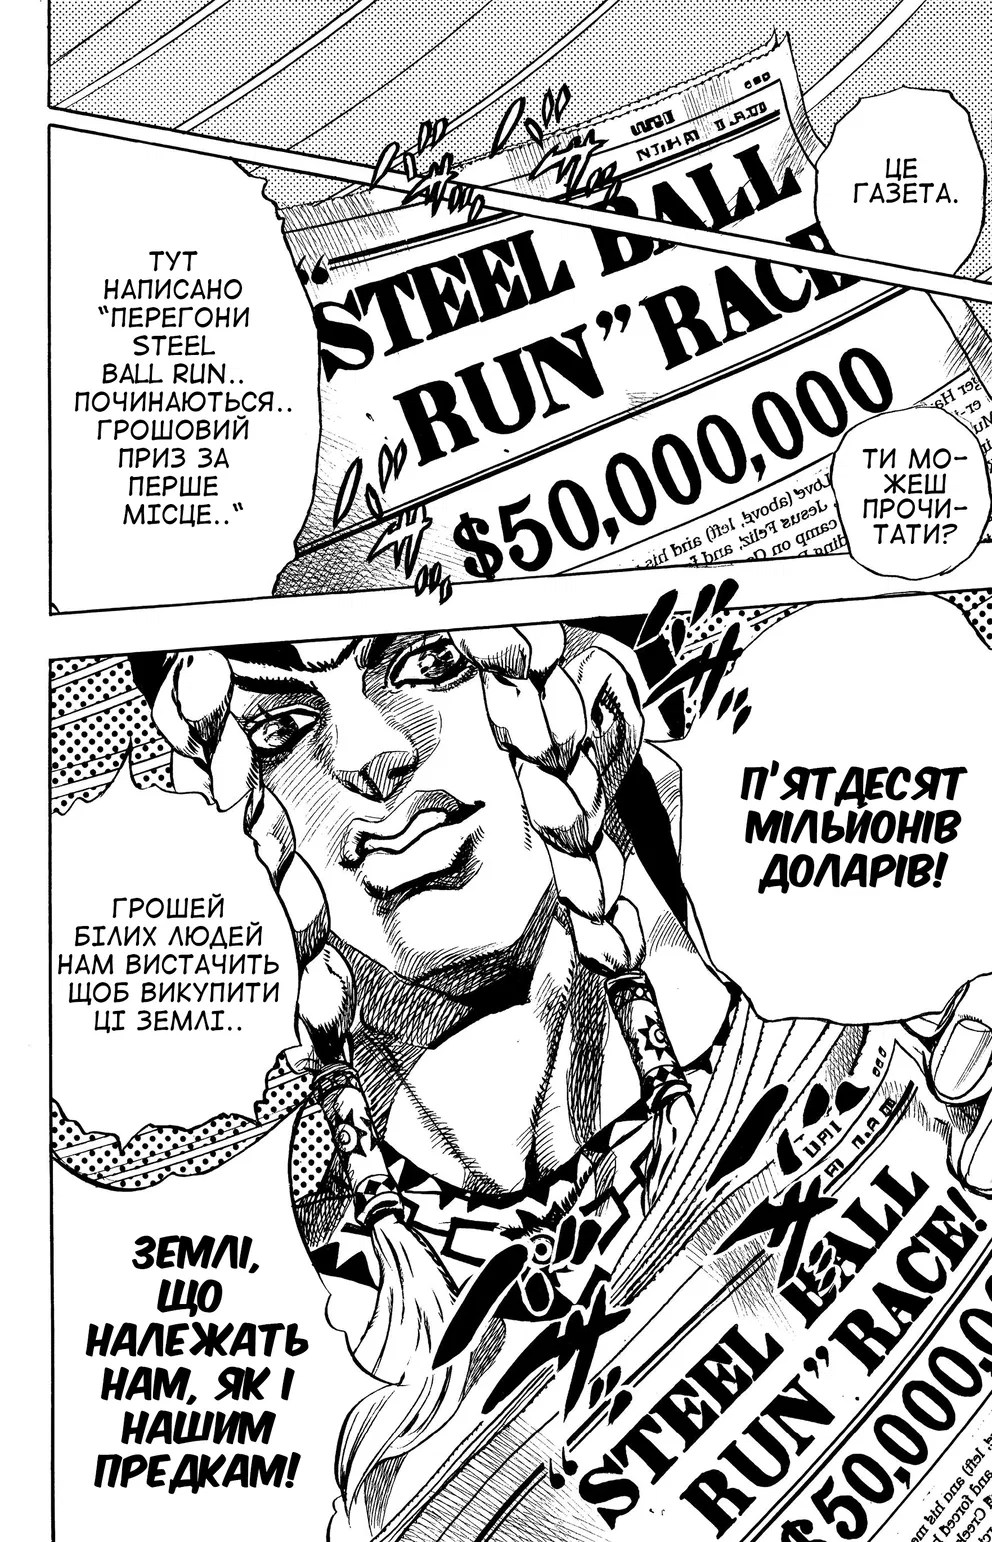 ЦЕ
ГАЗЕТА.
"STEEL BALL
RUN" RACE
$50,000,000
ТИ МО-
ЖЕШ
ПРОЧИ-
ТАТИ?
ТУТ
НАПИСАНО
"ПЕРЕГОНИ
STEEL
BALL RUN..
ПОЧИНАЮТЬСЯ..
ГРОШОВИЙ
ПРИЗ ЗА
ПЕРШЕ
МІСЦЕ.."
П'ЯТДЕСЯТ
МІЛЬЙОНІВ
ДОЛАРІВ!
ГРОШЕЙ
БІЛИХ ЛЮДЕЙ
НАМ ВИСТАЧИТЬ
ЩОБ ВИКУПИТИ
ЦІ ЗЕМЛІ..
ЗЕМЛІ,
ЩО
НАЛЕЖАТЬ
НАМ, ЯК І
НАШИМ
ПРЕДКАМ!
"STEEL BALL
RUN" RACE!
$50,000,0